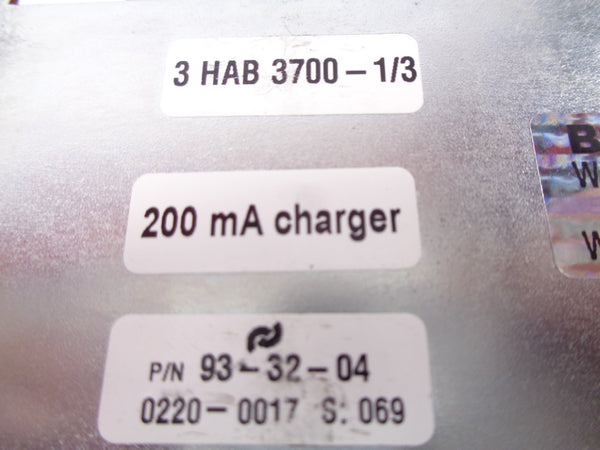 3 HAB 3700 – 1/3
200 mA charger
P/N 93 – 32 – 04
0220 – 0017 S: 069